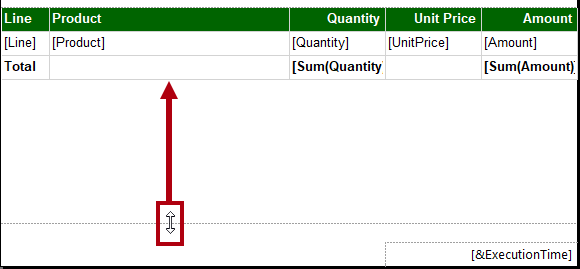 Line Product Quantity Unit Price Amount
[Line] [Product] [Quantity] [UnitPrice] [Amount]
Total [Sum(Quantity [Sum(Amount)
[&ExecutionTime]